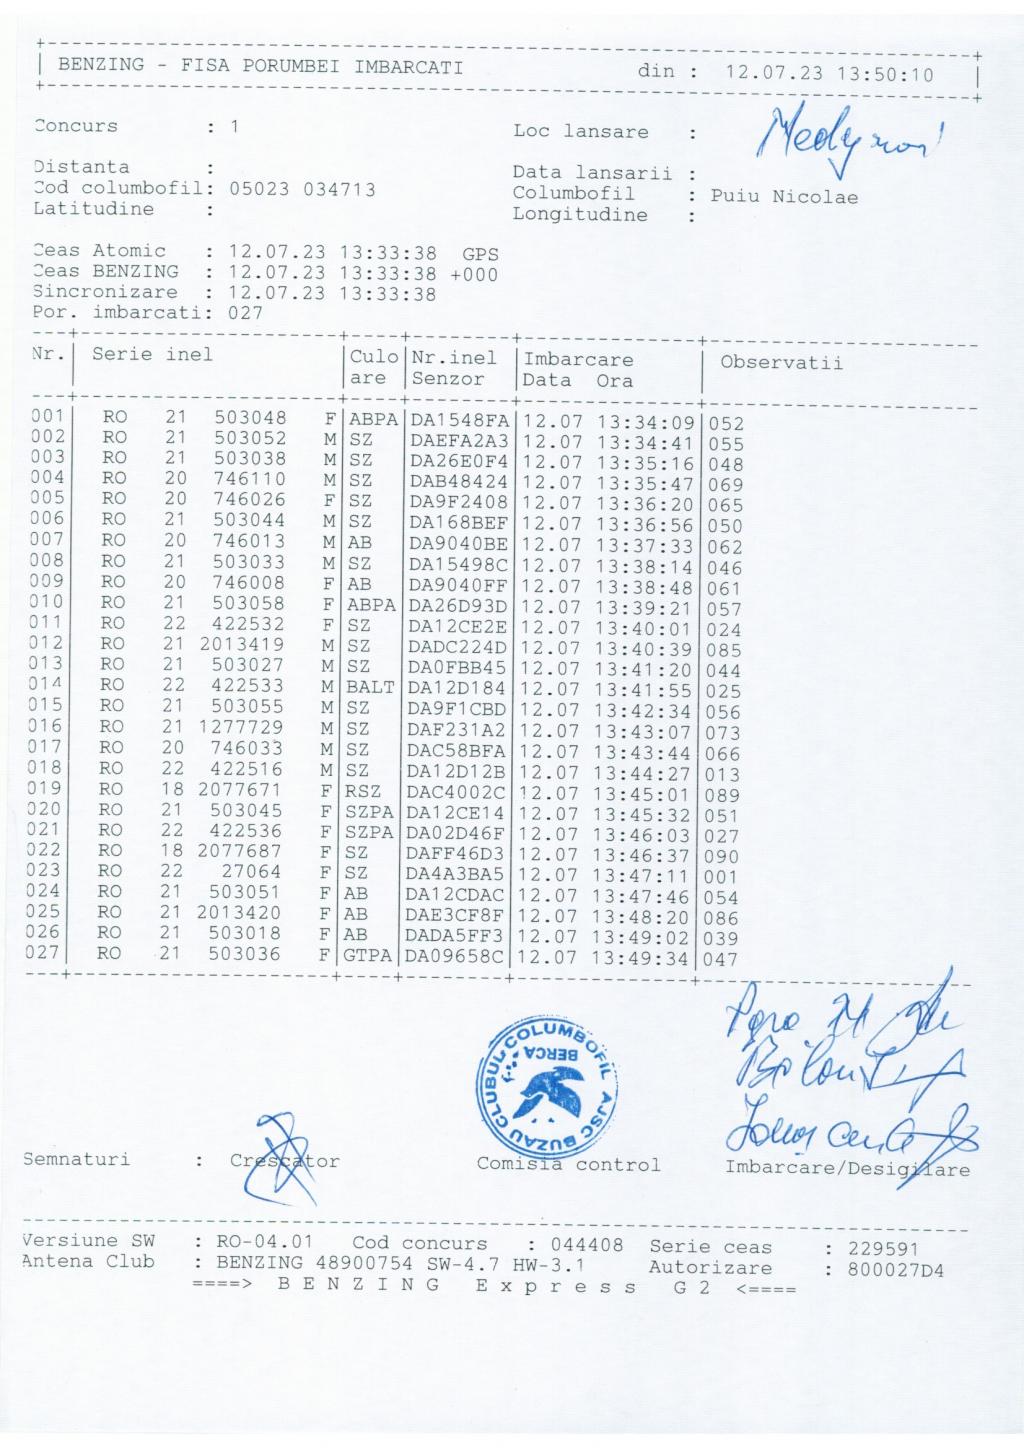 BENZING - FISA PORUMBEI IMBARCATI din : 12.07.23 13:50:10
Concurs : 1 Loc lansare :
Distanta : Data lansarii :
Cod columbofil: 05023 034713 Columbofil : Puiu Nicolae
Latitudine : Longitudine :
Ceas Atomic : 12.07.23 13:33:38 GPS
Ceas BENZING : 12.07.23 13:33:38 +000
Sincronizare : 12.07.23 13:33:38
Por. imbarcati: 027
Nr. | Serie inel | Culo | Nr.inel | Imbarcare | Observatii
are | Senzor | Data Ora
001 | RO 21 503048 F | ABPA | DA1548FA | 12.07 13:34:09 | 052
002 | RO 21 503052 M | SZ | DAEFA2A3 | 12.07 13:34:41 | 055
003 | RO 21 503038 M | SZ | DA26E0F4 | 12.07 13:35:16 | 048
004 | RO 20 746110 M | SZ | DAB48424 | 12.07 13:35:47 | 069
005 | RO 20 746026 F | SZ | DA9F2408 | 12.07 13:36:20 | 065
006 | RO 21 503044 M | SZ | DA168BEF | 12.07 13:36:56 | 050
007 | RO 20 746013 M | AB | DA9040BE | 12.07 13:37:33 | 062
008 | RO 21 503033 M | SZ | DA15498C | 12.07 13:38:14 | 046
009 | RO 20 746008 F | AB | DA9040FF | 12.07 13:38:48 | 061
010 | RO 21 503058 F | ABPA | DA26D93D | 12.07 13:39:21 | 057
011 | RO 22 422532 F | SZ | DA12CE2E | 12.07 13:40:01 | 024
012 | RO 21 2013419 M | SZ | DADC224D | 12.07 13:40:39 | 085
013 | RO 21 503027 M | SZ | DA0FBB45 | 12.07 13:41:20 | 044
014 | RO 22 422533 M | BALT | DA12D184 | 12.07 13:41:55 | 025
015 | RO 21 503055 M | SZ | DA9F1CBD | 12.07 13:42:34 | 056
016 | RO 21 1277729 M | SZ | DAF231A2 | 12.07 13:43:07 | 073
017 | RO 20 746033 M | SZ | DAC58BFA | 12.07 13:43:44 | 066
018 | RO 22 422516 M | SZ | DA12D12B | 12.07 13:44:27 | 013
019 | RO 18 2077671 F | RSZ | DAC4002C | 12.07 13:45:01 | 089
020 | RO 21 503045 F | SZPA | DA12CE14 | 12.07 13:45:32 | 051
021 | RO 22 422536 F | SZPA | DA02D46F | 12.07 13:46:03 | 027
022 | RO 18 2077687 F | SZ | DAFF46D3 | 12.07 13:46:37 | 090
023 | RO 22 27064 F | SZ | DA4A3BA5 | 12.07 13:47:11 | 001
024 | RO 21 503051 F | AB | DA12CDAC | 12.07 13:47:46 | 054
025 | RO 21 2013420 F | AB | DAE3CF8F | 12.07 13:48:20 | 086
026 | RO 21 503018 F | AB | DADA5FF3 | 12.07 13:49:02 | 039
027 | RO 21 503036 F | GTPA | DA09658C | 12.07 13:49:34 | 047
CLUBUL COLUMBOFIL AJSC BUZAU
BERCA
Semnaturi : Crescator Comisia control Imbarcare/Desigilare
Versiune SW : RO-04.01 Cod concurs : 044408 Serie ceas : 229591
Antena Club : BENZING 48900754 SW-4.7 HW-3.1 Autorizare : 800027D4
====> B E N Z I N G E x p r e s s G 2 <====